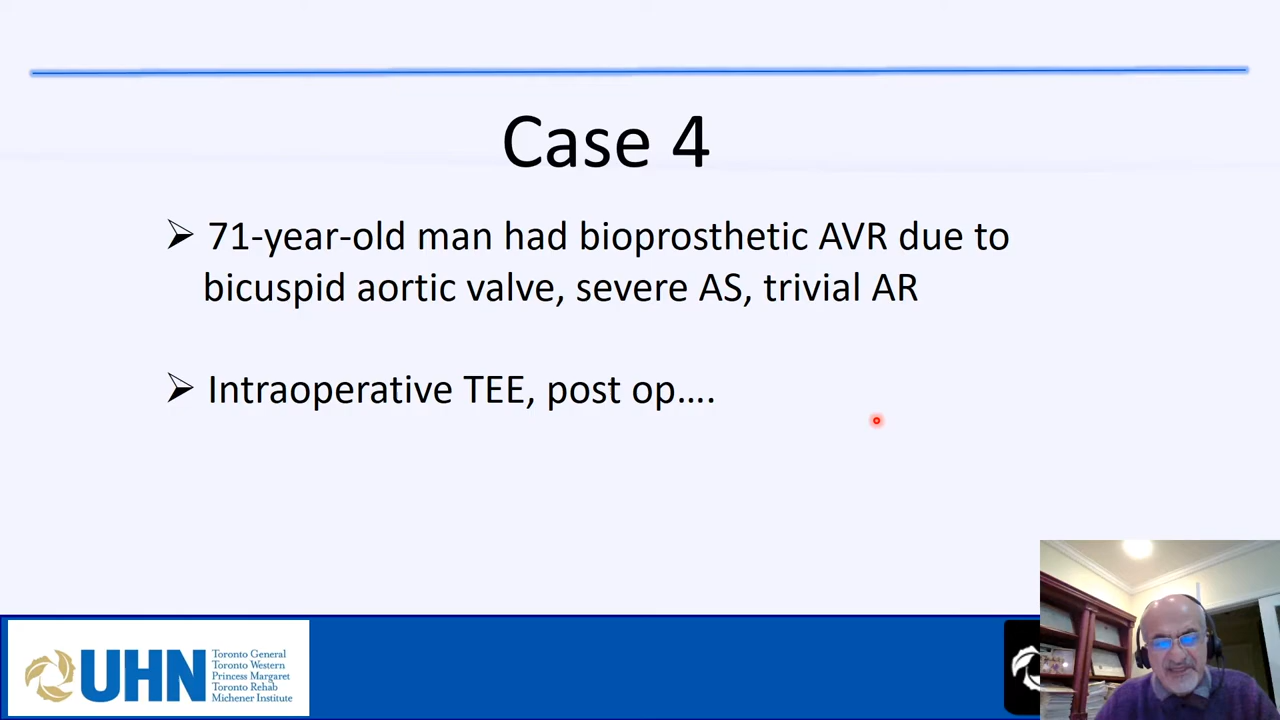 Case 4
➢ 71-year-old man had bioprosthetic AVR due to
bicuspid aortic valve, severe AS, trivial AR
➢ Intraoperative TEE, post op....
UHN
Toronto General
Toronto Western
Princess Margaret
Toronto Rehab
Michener Institute